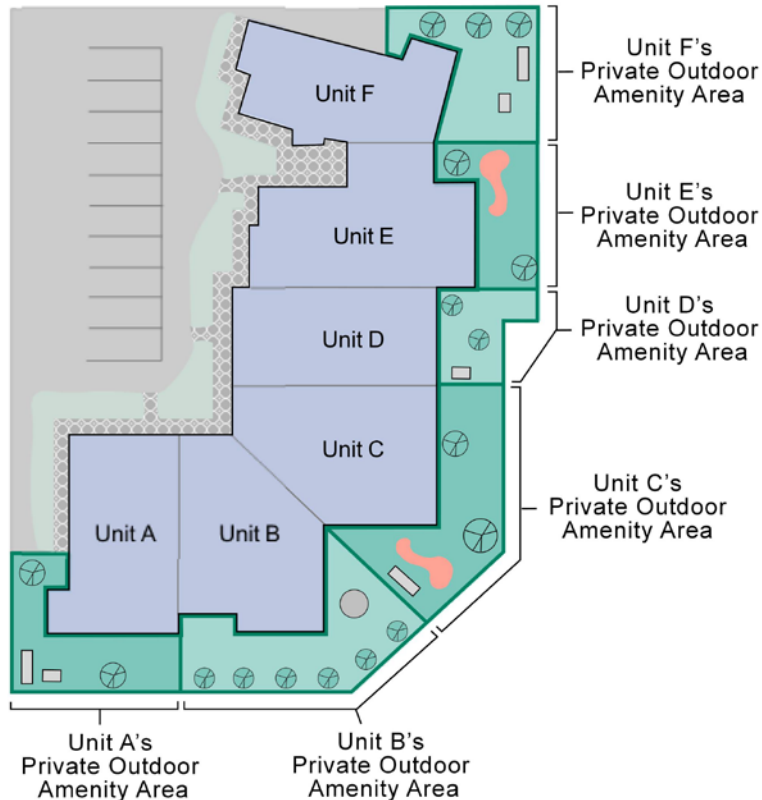 Unit F
Unit F's
Private Outdoor
Amenity Area
Unit E
Unit E's
Private Outdoor
Amenity Area
Unit D
Unit D's
Private Outdoor
Amenity Area
Unit C
Unit C's
Private Outdoor
Amenity Area
Unit A
Unit B
Unit A's
Private Outdoor
Amenity Area
Unit B's
Private Outdoor
Amenity Area